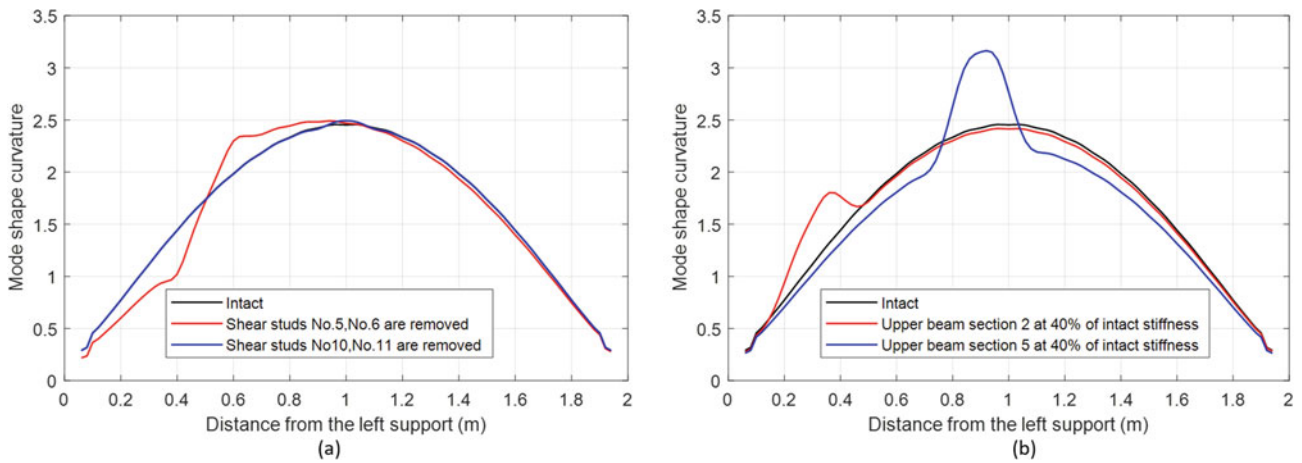 3.5
3
2.5
2
1.5
1
0.5
0
Mode shape curvature
Intact
Shear studs No.5,No.6 are removed
Shear studs No10,No.11 are removed
0 0.2 0.4 0.6 0.8 1 1.2 1.4 1.6 1.8 2
Distance from the left support (m)
(a)
3.5
3
2.5
2
1.5
1
0.5
0
Mode shape curvature
Intact
Upper beam section 2 at 40% of intact stiffness
Upper beam section 5 at 40% of intact stiffness
0 0.2 0.4 0.6 0.8 1 1.2 1.4 1.6 1.8 2
Distance from the left support (m)
(b)